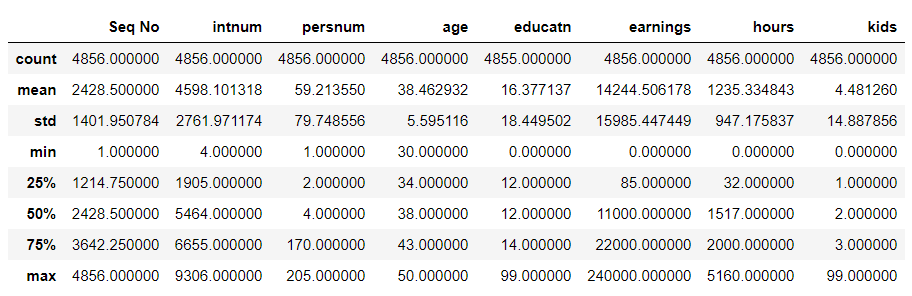 Seq No intnum persnum age educatn earnings hours kids
count 4856.000000 4856.000000 4856.000000 4856.000000 4855.000000 4856.000000 4856.000000 4856.000000
mean 2428.500000 4598.101318 59.213550 38.462932 16.377137 14244.506178 1235.334843 4.481260
std 1401.950784 2761.971174 79.748556 5.595116 18.449502 15985.447449 947.175837 14.887856
min 1.000000 4.000000 1.000000 30.000000 0.000000 0.000000 0.000000 0.000000
25% 1214.750000 1905.000000 2.000000 34.000000 12.000000 85.000000 32.000000 1.000000
50% 2428.500000 5464.000000 4.000000 38.000000 12.000000 11000.000000 1517.000000 2.000000
75% 3642.250000 6655.000000 170.000000 43.000000 14.000000 22000.000000 2000.000000 3.000000
max 4856.000000 9306.000000 205.000000 50.000000 99.000000 240000.000000 5160.000000 99.000000